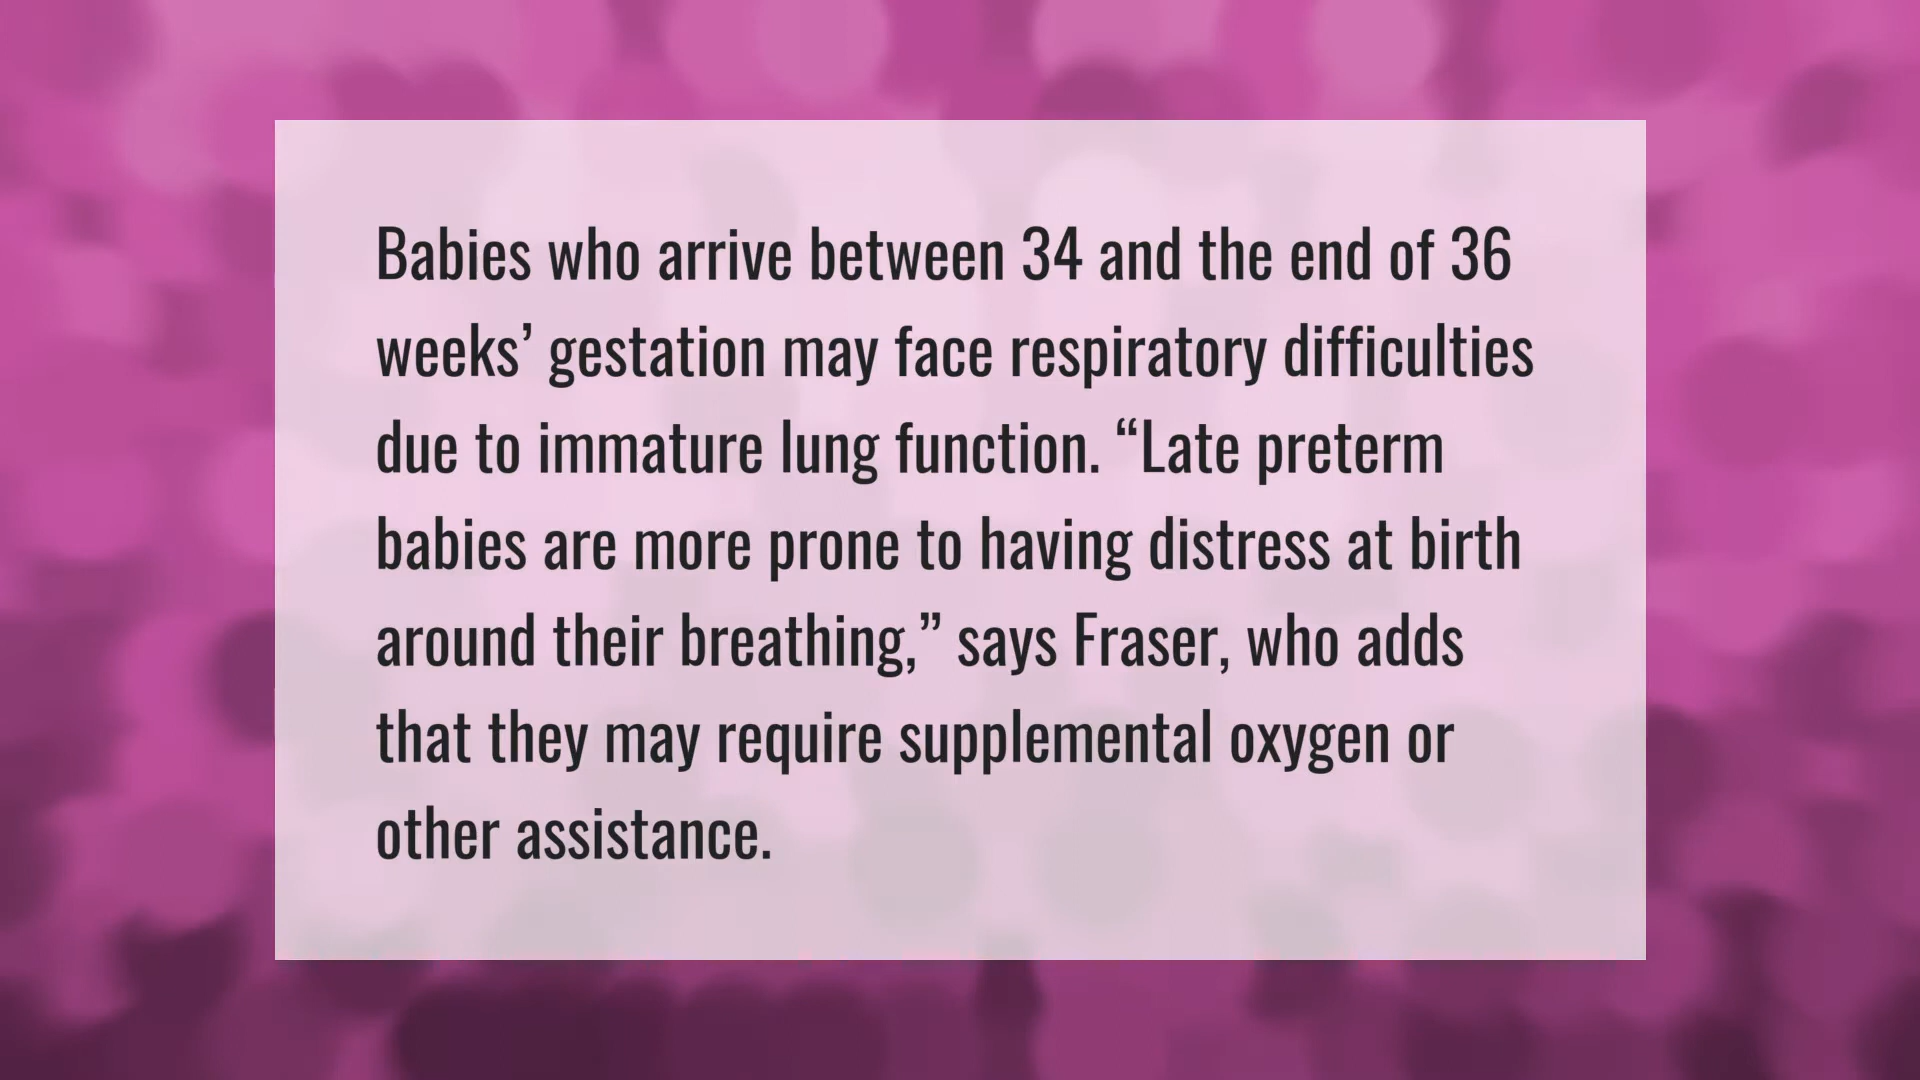 Babies who arrive between 34 and the end of 36
weeks’ gestation may face respiratory difficulties
due to immature lung function. “Late preterm
babies are more prone to having distress at birth
around their breathing,” says Fraser, who adds
that they may require supplemental oxygen or
other assistance.